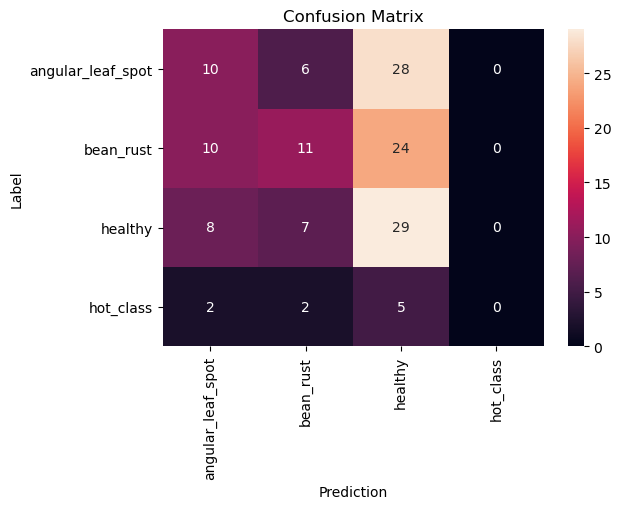 Confusion Matrix
Label
angular_leaf_spot 10 6 28 0
bean_rust 10 11 24 0
healthy 8 7 29 0
hot_class 2 2 5 0
angular_leaf_spot
bean_rust
healthy
hot_class
Prediction
25
20
15
10
5
0